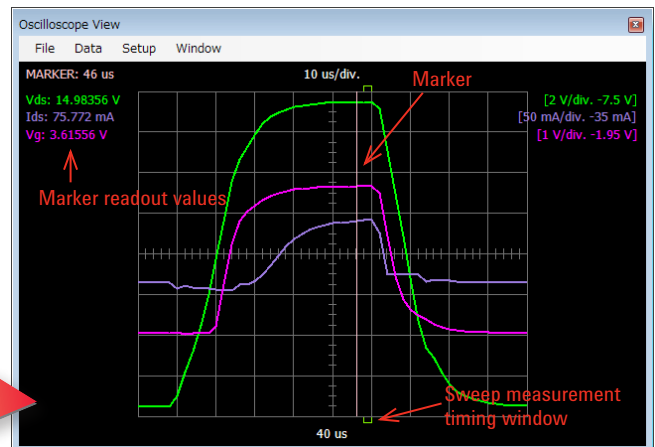 Oscilloscope View
File Data Setup Window
MARKER: 46 us
10 us/div.
Marker
Vds: 14.98356 V
Ids: 75.772 mA
Vg: 3.61556 V
[2 V/div. -7.5 V]
[50 mA/div. -35 mA]
[1 V/div. -1.95 V]
Marker readout values
Sweep measurement
timing window
40 us